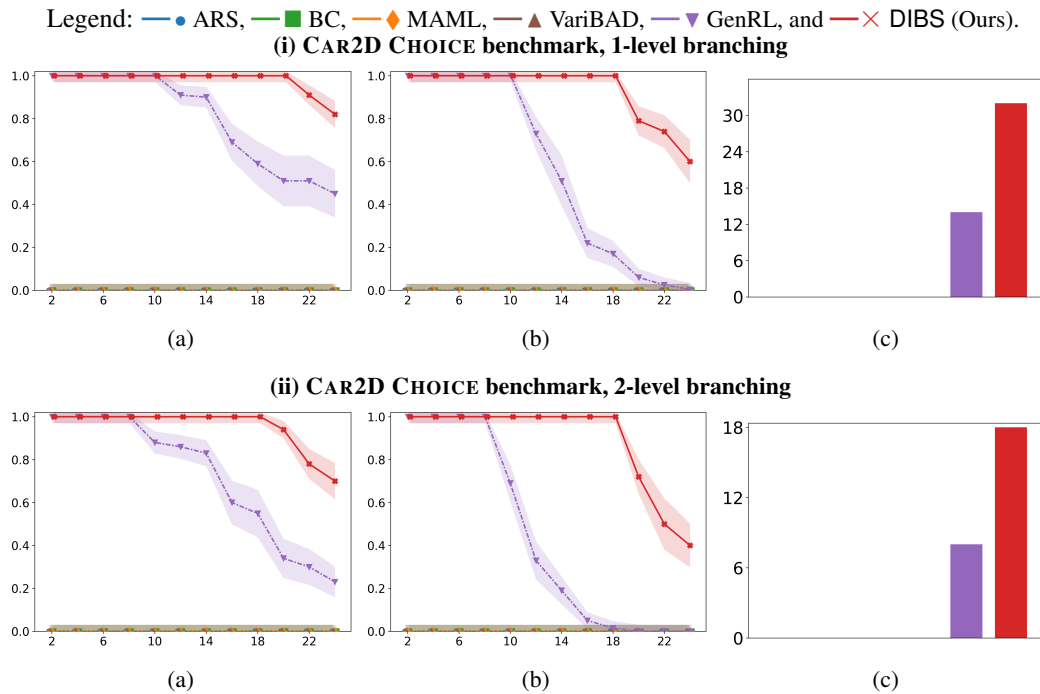 Legend: ARS, BC, MAML, VariBAD, GenRL, and DIBS (Ours).
(i) CAR2D CHOICE benchmark, 1-level branching
1.0
0.8
0.6
0.4
0.2
0.0
2 6 10 14 18 22
(a)
1.0
0.8
0.6
0.4
0.2
0.0
2 6 10 14 18 22
(b)
30
24
18
12
6
0
(c)
(ii) CAR2D CHOICE benchmark, 2-level branching
1.0
0.8
0.6
0.4
0.2
0.0
2 6 10 14 18 22
(a)
1.0
0.8
0.6
0.4
0.2
0.0
2 6 10 14 18 22
(b)
18
12
6
0
(c)